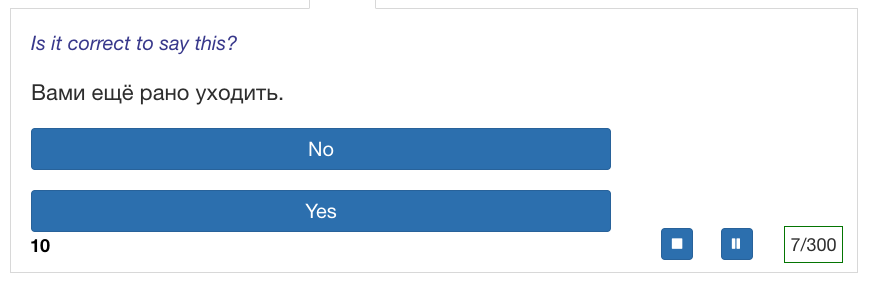 Is it correct to say this?
Вами ещё рано уходить.
No
Yes
10
7/300